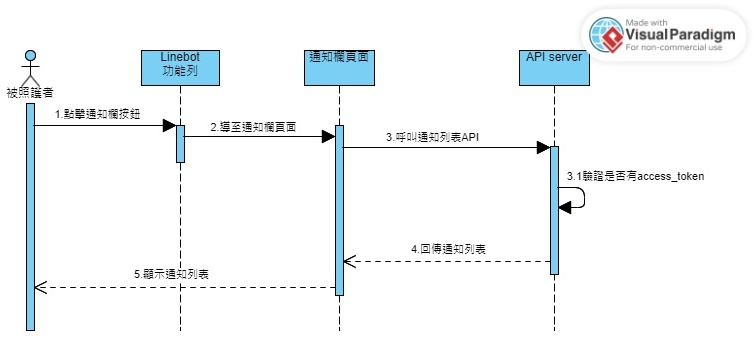 Made with
VisualParadigm
For non-commercial use
Linebot
功能列
通知欄頁面
API server
被照護者
1.點擊通知欄按鈕
2.導至通知欄頁面
3.呼叫通知列表API
3.1驗證是否有access_token
4.回傳通知列表
5.顯示通知列表